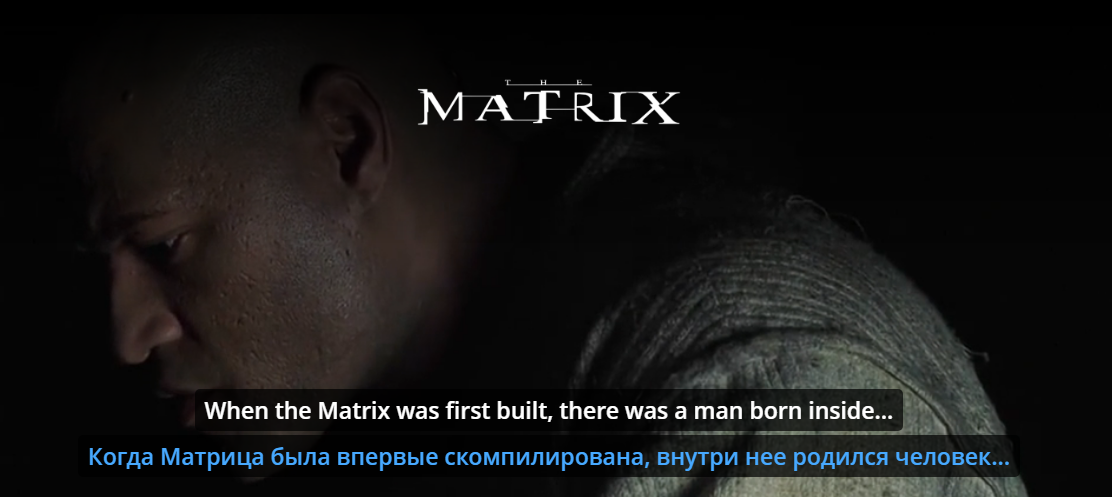 THE
MATRIX
When the Matrix was first built, there was a man born inside...
Когда Матрица была впервые скомпилирована, внутри нее родился человек...